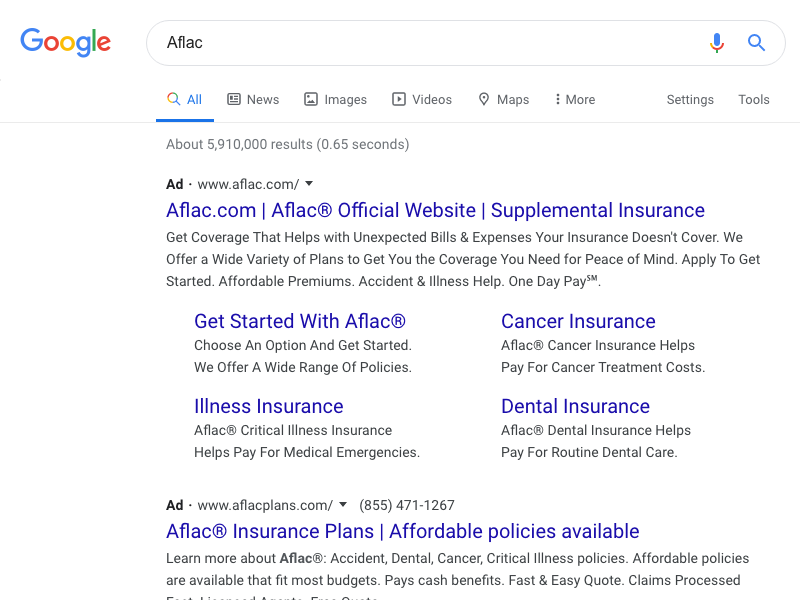 Google
Aflac
All
News
Images
Videos
Maps
More
Settings
Tools
About 5,910,000 results (0.65 seconds)
Ad · www.aflac.com/
Aflac.com | Aflac® Official Website | Supplemental Insurance
Get Coverage That Helps with Unexpected Bills & Expenses Your Insurance Doesn't Cover. We
Offer a Wide Variety of Plans to Get You the Coverage You Need for Peace of Mind. Apply To Get
Started. Affordable Premiums. Accident & Illness Help. One Day Pay℠.
Get Started With Aflac®
Choose An Option And Get Started.
We Offer A Wide Range Of Policies.
Cancer Insurance
Aflac® Cancer Insurance Helps
Pay For Cancer Treatment Costs.
Illness Insurance
Aflac® Critical Illness Insurance
Helps Pay For Medical Emergencies.
Dental Insurance
Aflac® Dental Insurance Helps
Pay For Routine Dental Care.
Ad · www.aflacplans.com/ (855) 471-1267
Aflac® Insurance Plans | Affordable policies available
Learn more about Aflac®: Accident, Dental, Cancer, Critical Illness policies. Affordable policies
are available that fit most budgets. Pays cash benefits. Fast & Easy Quote. Claims Processed